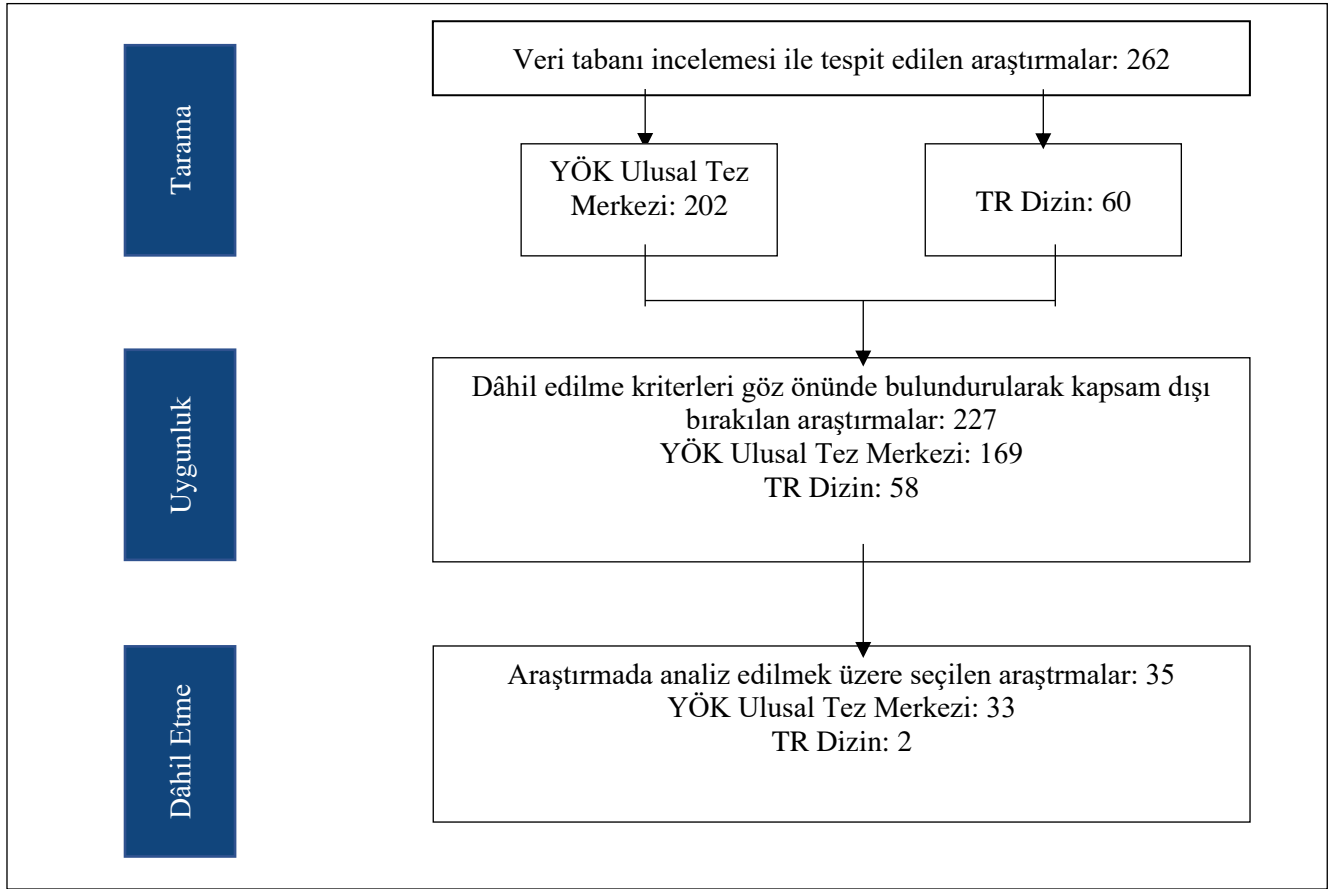 Tarama
Veri tabanı incelemesi ile tespit edilen araştırmalar: 262
YÖK Ulusal Tez
Merkezi: 202
TR Dizin: 60
Uygunluk
Dâhil edilme kriterleri göz önünde bulundurularak kapsam dışı
bırakılan araştırmalar: 227
YÖK Ulusal Tez Merkezi: 169
TR Dizin: 58
Dâhil Etme
Araştırmada analiz edilmek üzere seçilen araştrmalar: 35
YÖK Ulusal Tez Merkezi: 33
TR Dizin: 2